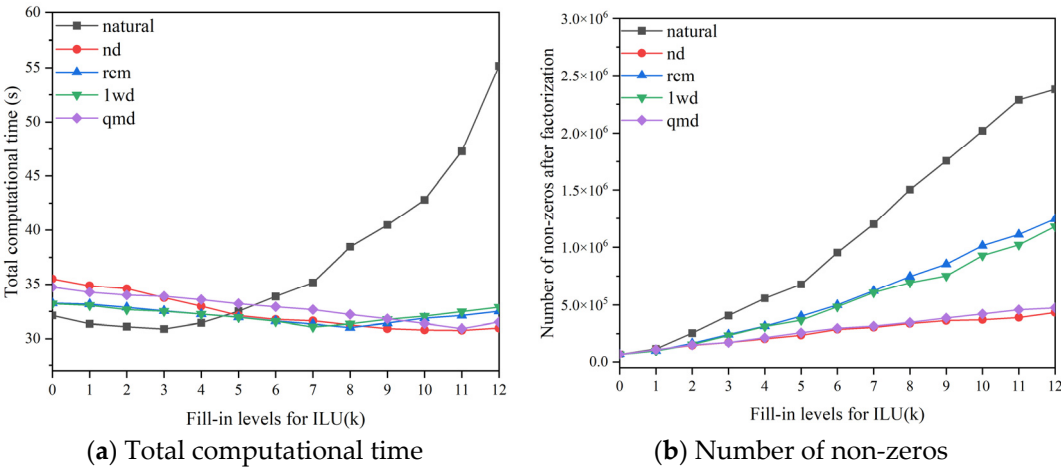 60
55
50
45
40
35
30
Total computational time (s)
natural
nd
rcm
1wd
qmd
0 1 2 3 4 5 6 7 8 9 10 11 12
Fill-in levels for ILU(k)
(a) Total computational time
3.0×10⁶
2.5×10⁶
2.0×10⁶
1.5×10⁶
1.0×10⁶
5.0×10⁵
0.0
Number of non-zeros after factorization
natural
nd
rcm
1wd
qmd
0 1 2 3 4 5 6 7 8 9 10 11 12
Fill-in levels for ILU(k)
(b) Number of non-zeros